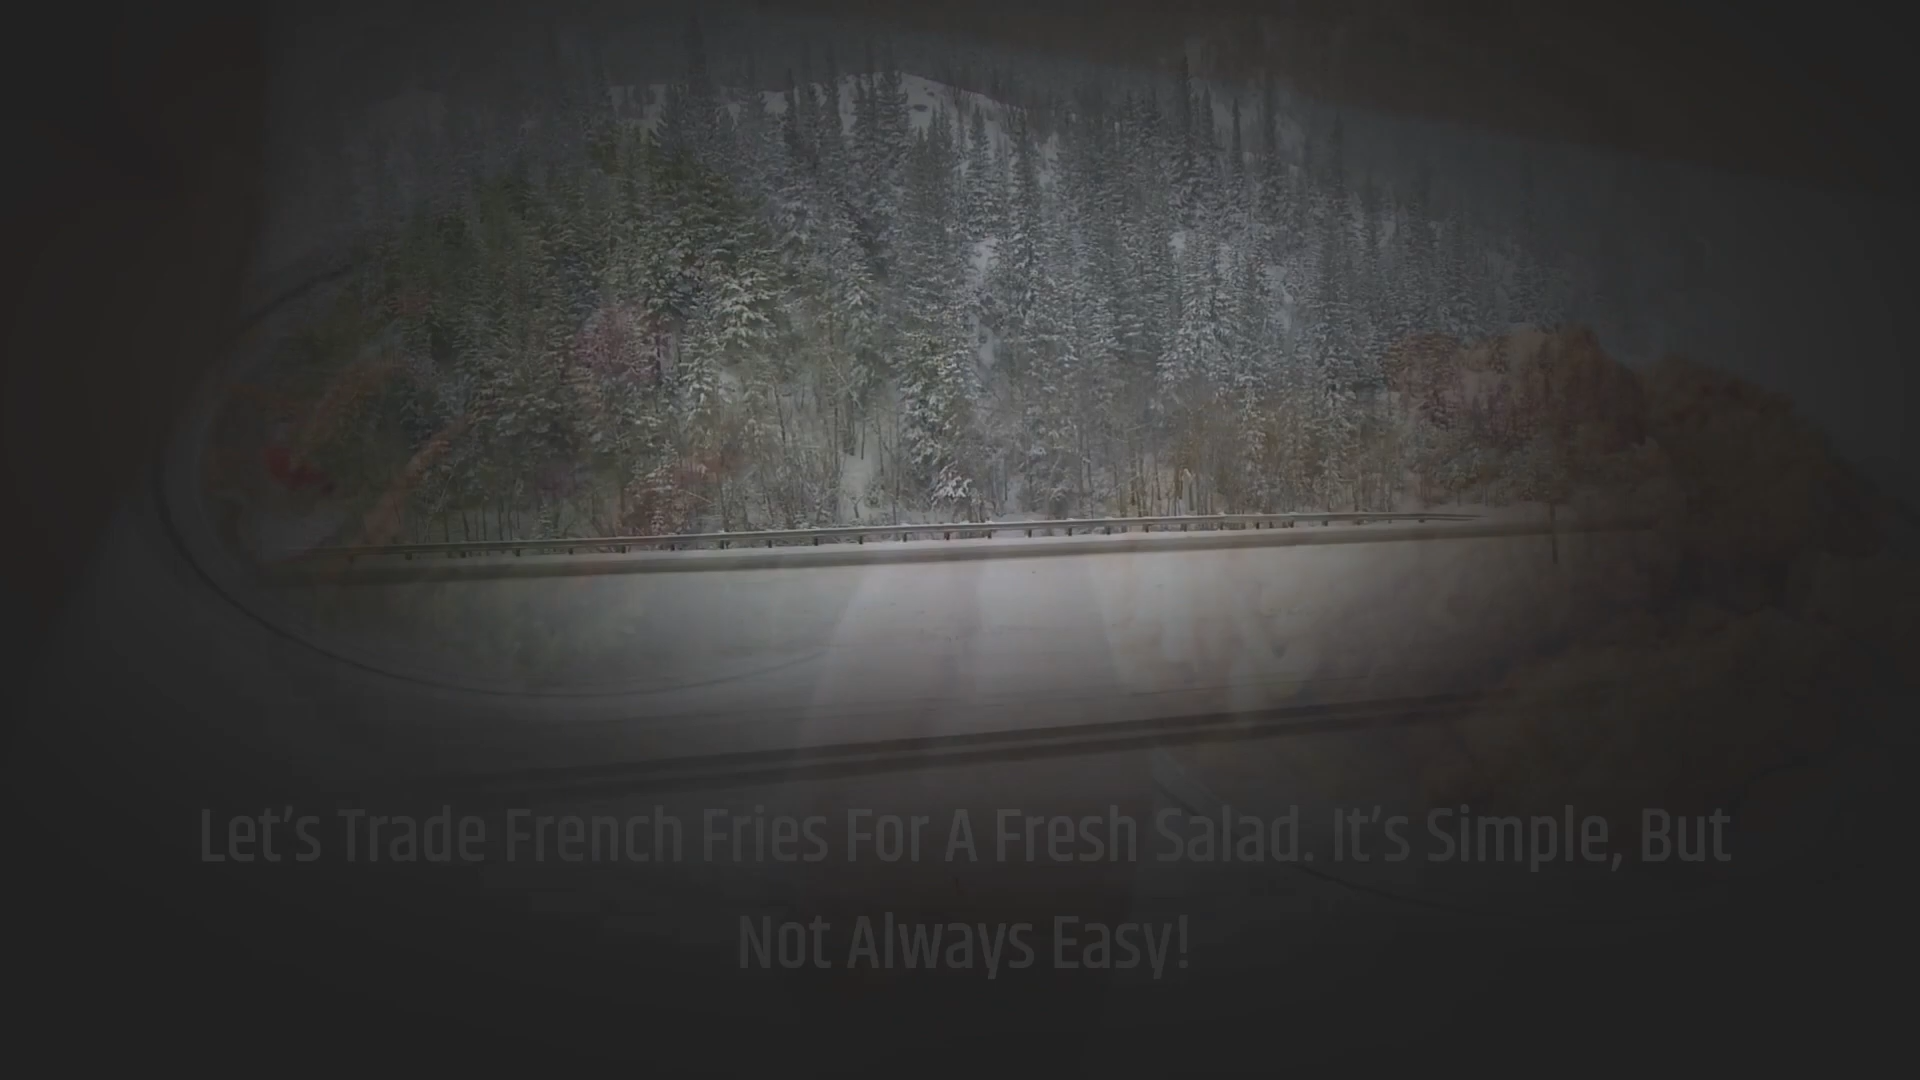 Let's Trade French Fries For A Fresh Salad. It's Simple, But
Not Always Easy!